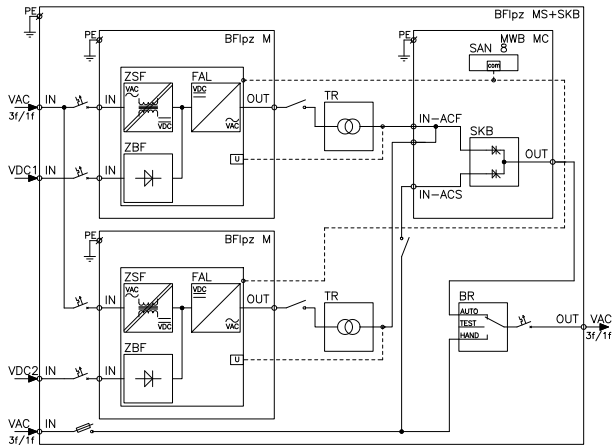 PE
BFIpz MS+SKB
PE
BFIpz M
PE
MWB MC
SAN 8
com
ZSF
FAL
VAC
VDC
VDC
VAC
VAC
3f/1f
IN
IN
OUT
TR
IN-ACF
SKB
ZBF
U
OUT
VDC1
IN
IN
IN-ACS
PE
BFIpz M
ZSF
FAL
VAC
VDC
VDC
VAC
OUT
TR
BR
IN
AUTO
TEST
HAND
OUT
VAC
3f/1f
ZBF
U
VDC2
IN
IN
VAC
3f/1f
IN